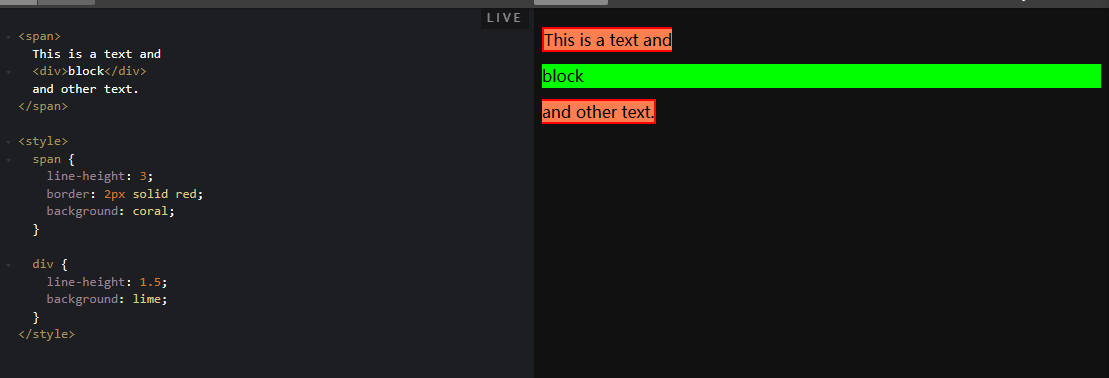 LIVE
<span>
This is a text and
<div>block</div>
and other text.
</span>
<style>
span {
line-height: 3;
border: 2px solid red;
background: coral;
}
div {
line-height: 1.5;
background: lime;
}
</style>
This is a text and
block
and other text.